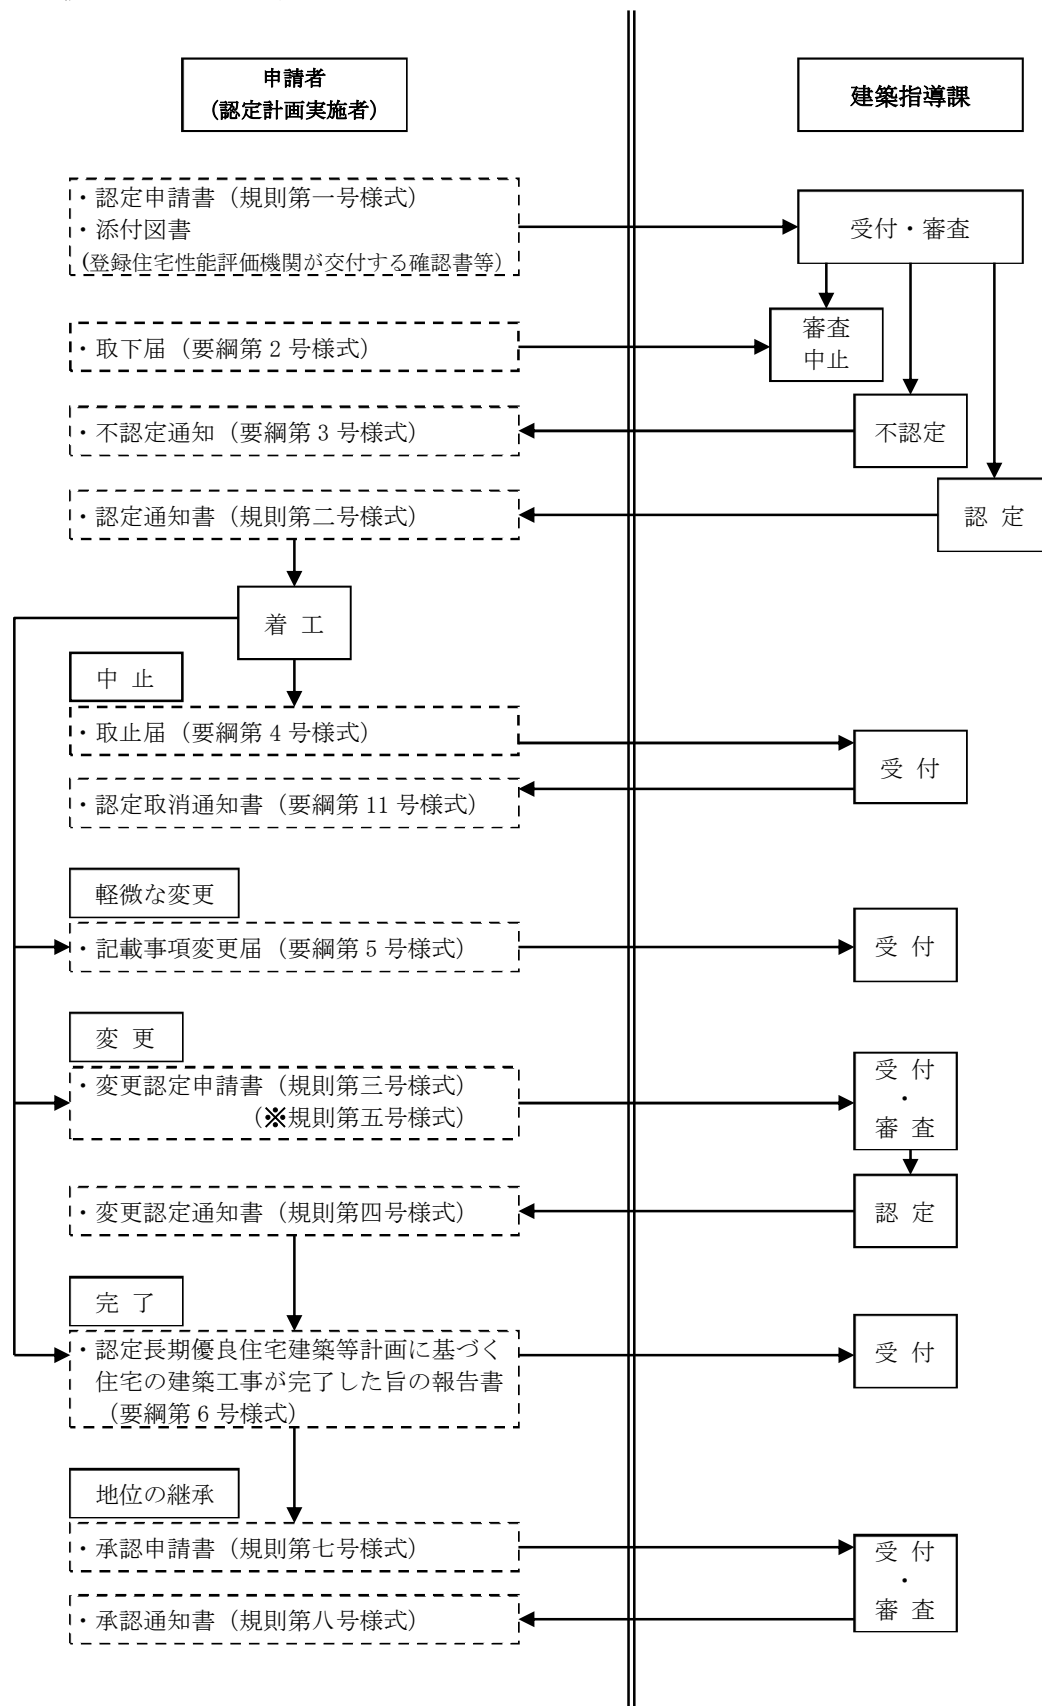 申請者
(認定計画実施者)
建築指導課
・認定申請書(規則第一号様式)
・添付図書
(登録住宅性能評価機関が交付する確認書等)
受付・審査
・取下届(要綱第2号様式)
審査
中止
・不認定通知(要綱第3号様式)
不認定
・認定通知書(規則第二号様式)
認 定
着 工
中 止
・取止届(要綱第4号様式)
受 付
・認定取消通知書(要綱第11号様式)
軽微な変更
・記載事項変更届(要綱第5号様式)
受 付
変 更
・変更認定申請書(規則第三号様式)
(※規則第五号様式)
受 付
・
審 査
・変更認定通知書(規則第四号様式)
認 定
完 了
・認定長期優良住宅建築等計画に基づく
住宅の建築工事が完了した旨の報告書
(要綱第6号様式)
受 付
地位の継承
・承認申請書(規則第七号様式)
受 付
・
審 査
・承認通知書(規則第八号様式)